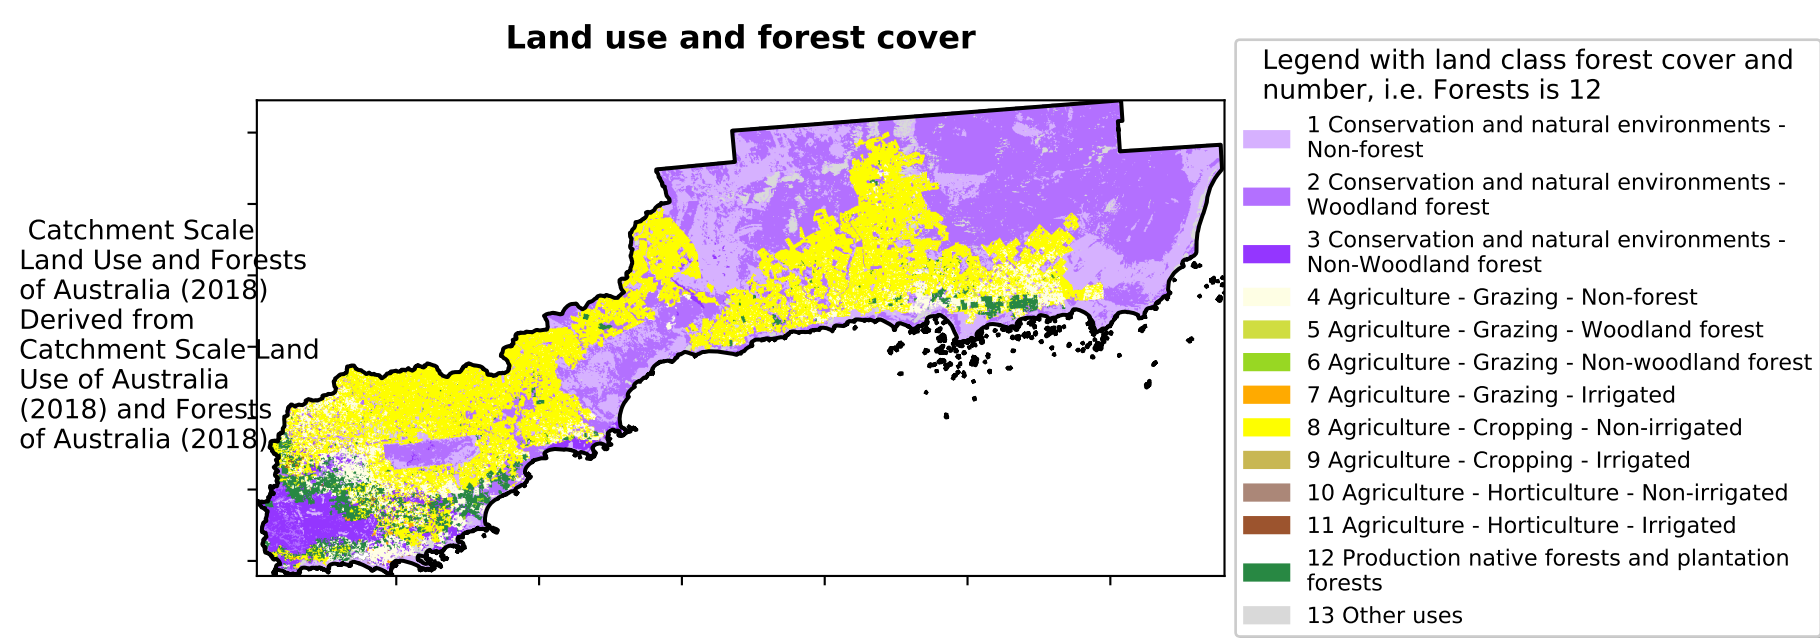 Land use and forest cover
Catchment Scale
Land Use and Forests
of Australia (2018)
Derived from
Catchment Scale Land
Use of Australia
(2018) and Forests
of Australia (2018)
Legend with land class forest cover and
number, i.e. Forests is 12
1 Conservation and natural environments -
Non-forest
2 Conservation and natural environments -
Woodland forest
3 Conservation and natural environments -
Non-Woodland forest
4 Agriculture - Grazing - Non-forest
5 Agriculture - Grazing - Woodland forest
6 Agriculture - Grazing - Non-woodland forest
7 Agriculture - Grazing - Irrigated
8 Agriculture - Cropping - Non-irrigated
9 Agriculture - Cropping - Irrigated
10 Agriculture - Horticulture - Non-irrigated
11 Agriculture - Horticulture - Irrigated
12 Production native forests and plantation
forests
13 Other uses